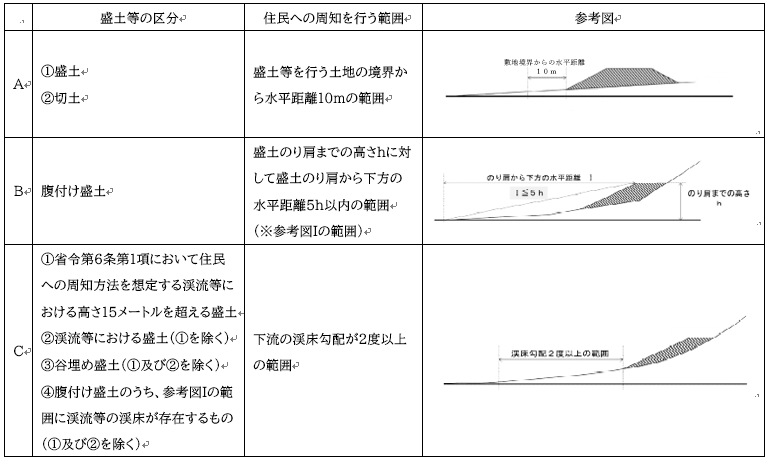 盛土等の区分
住民への周知を行う範囲
参考図
A
①盛土
②切土
盛土等を行う土地の境界か
ら水平距離10mの範囲
敷地境界からの水平距離
10m
B
腹付け盛土
盛土のり肩までの高さhに対
して盛土のり肩から下方の
水平距離5h以内の範囲
(※参考図Iの範囲)
のり肩から下方の水平距離 l
l≦5h
のり肩までの高さ
h
C
①省令第6条第1項において住民
への周知方法を想定する渓流等に
おける高さ15メートルを超える盛土
②渓流等における盛土(①を除く)
③谷埋め盛土(①及び②を除く)
④腹付け盛土のうち、参考図Iの範
囲に渓流等の渓床が存在するもの
(①及び②を除く)
下流の渓床勾配が2度以上
の範囲
渓床勾配2度以上の範囲